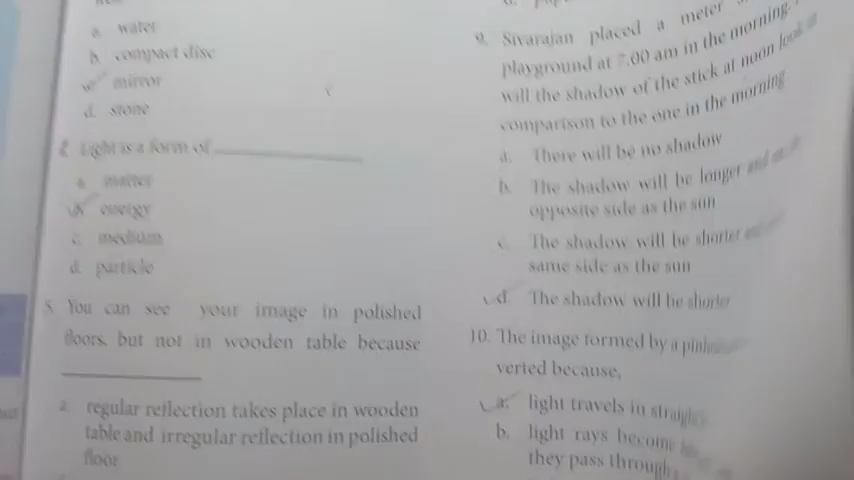 a. water
b. compact disc
mirror
d. stone
Light is a form of
a. matter
energy
c. medium
d. particle
5. You can see your image in polished
floors, but not in wooden table because
regular reflection takes place in wooden
table and irregular reflection in polished
floor
9. Sivarajan placed a meter
playground at 7.00 am in the morning.
will the shadow of the stick at noon look
comparison to the one in the morning
a. There will be no shadow
b. The shadow will be longer and
opposite side as the sun
c. The shadow will be shorter
same side as the sun
d. The shadow will be shorter
10. The image formed by a
verted because,
a. light travels in
b. light rays become
they pass through